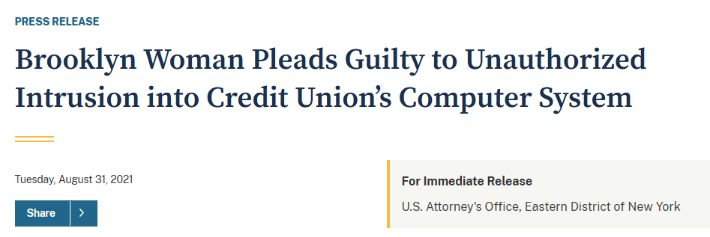 PRESS RELEASE
Brooklyn Woman Pleads Guilty to Unauthorized
Intrusion into Credit Union’s Computer System
Tuesday, August 31, 2021
Share
For Immediate Release
U.S. Attorney's Office, Eastern District of New York